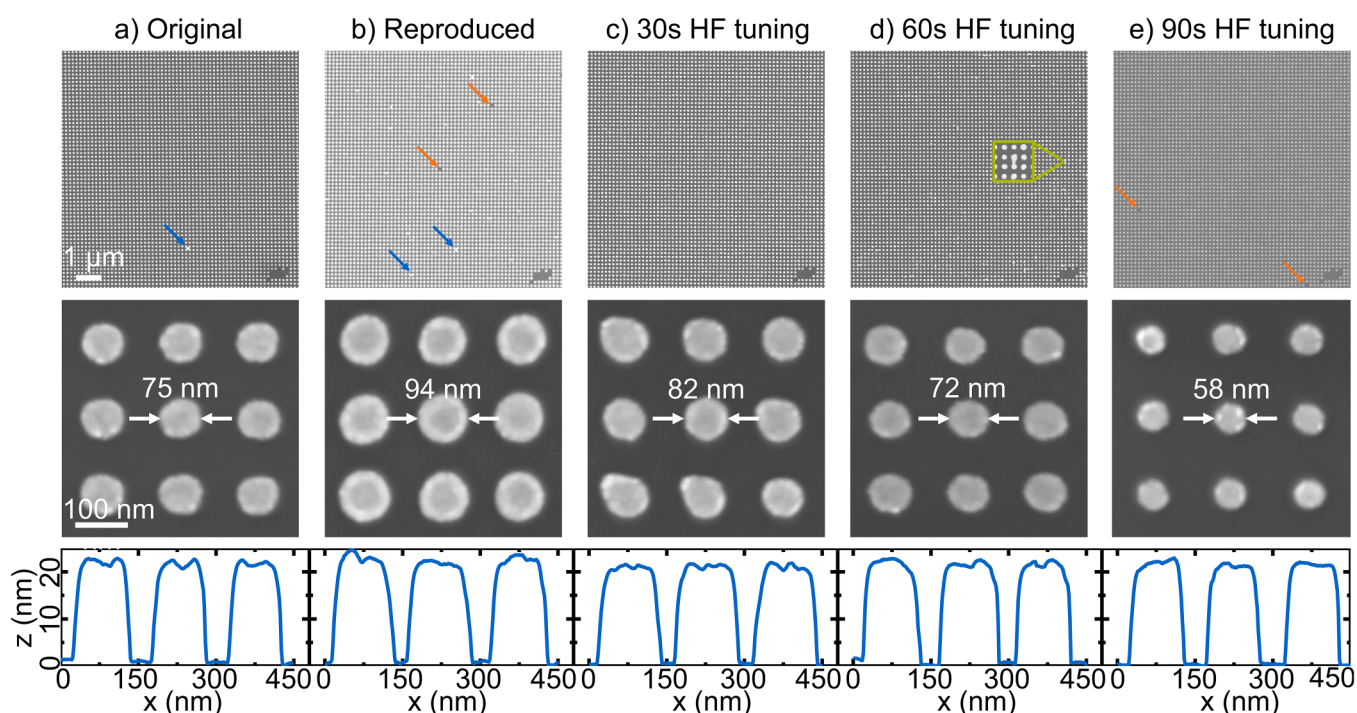 a) Original b) Reproduced c) 30s HF tuning d) 60s HF tuning e) 90s HF tuning
1 µm
75 nm 94 nm 82 nm 72 nm 58 nm
100 nm
z (nm)
20
10
0
0 150 300 450 0 150 300 450 0 150 300 450 0 150 300 450 0 150 300 450
x (nm) x (nm) x (nm) x (nm) x (nm)